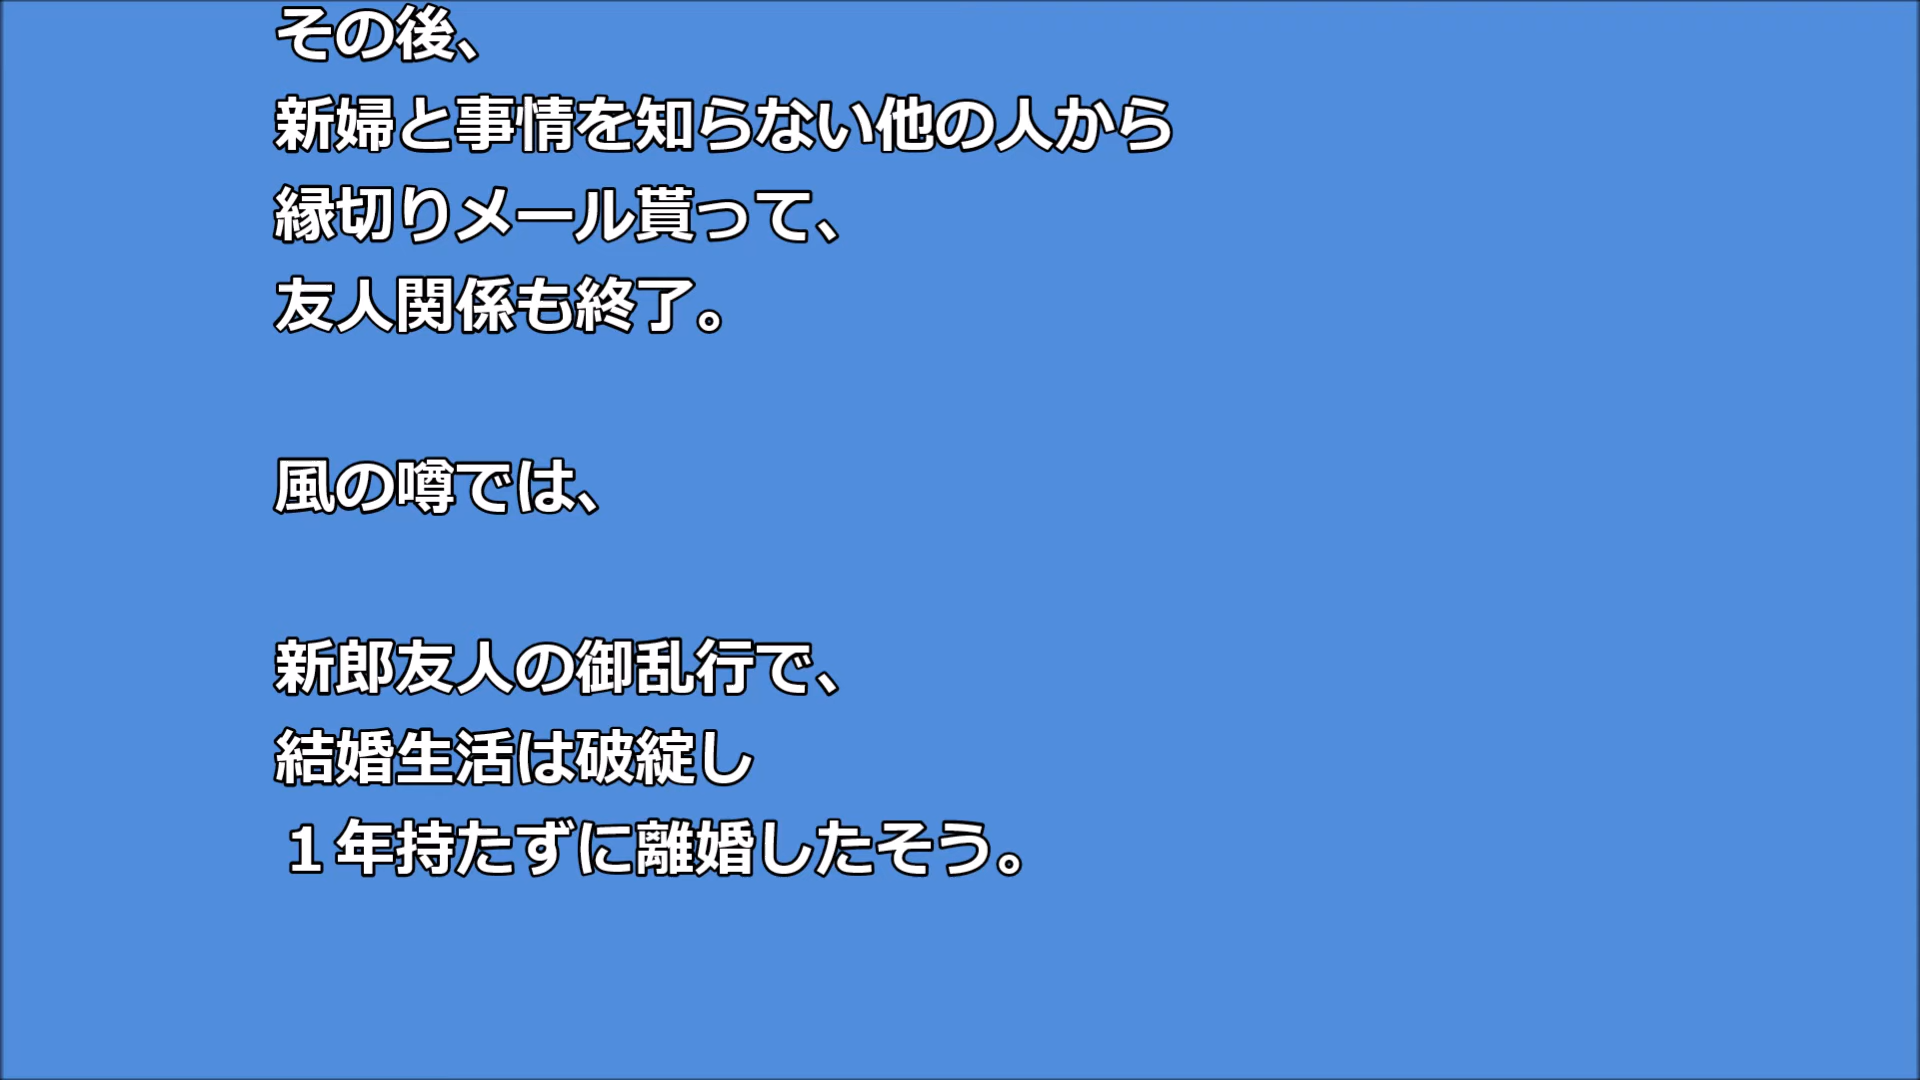 その後、
新婦と事情を知らない他の人から
縁切りメール貰って、
友人関係も終了。
風の噂では、
新郎友人の御乱行で、
結婚生活は破綻し
１年持たずに離婚したそう。